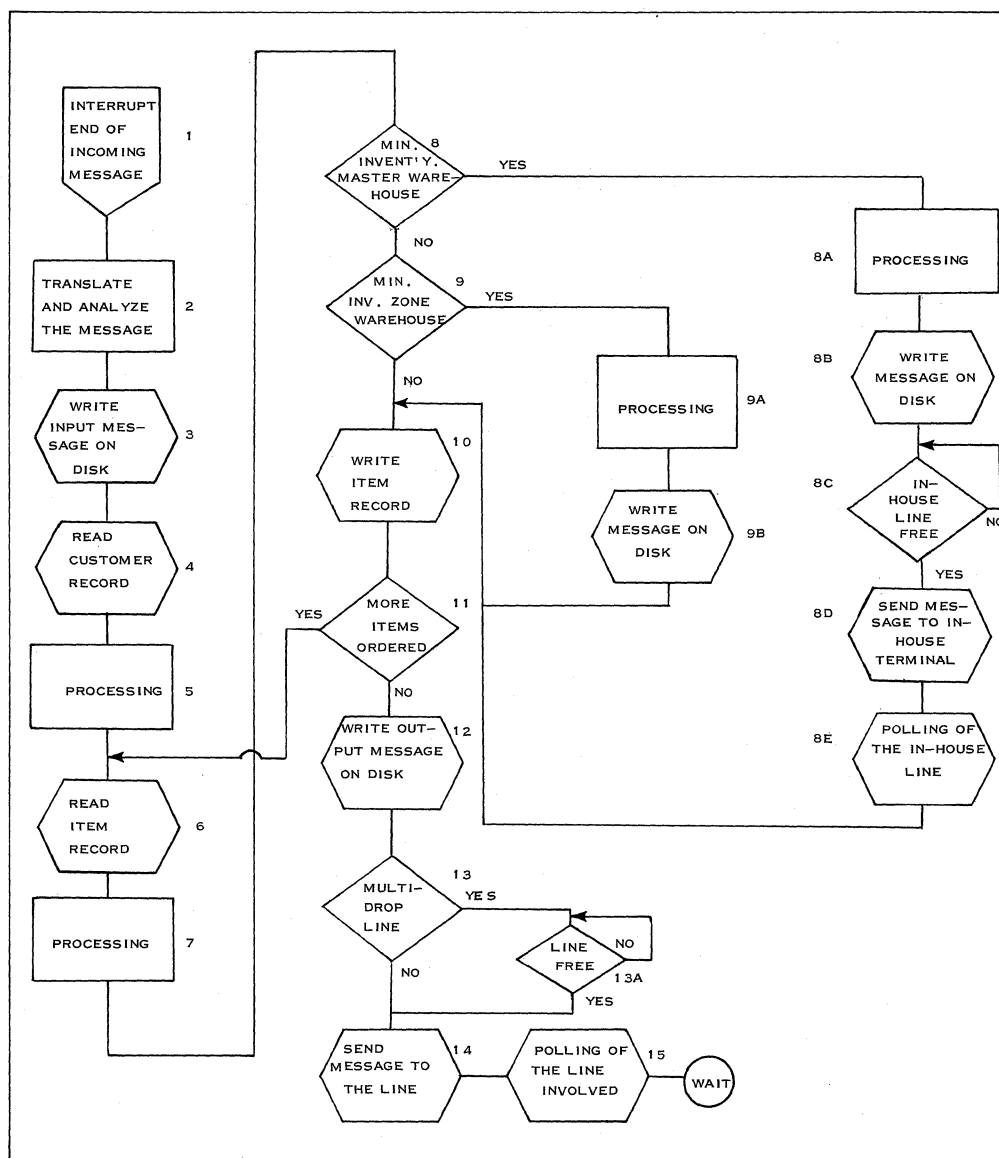 INTERRUPT
END OF
INCOMING
MESSAGE
1
TRANSLATE
AND ANALYZE
THE MESSAGE
2
WRITE
INPUT MES-
SAGE ON
DISK
3
READ
CUSTOMER
RECORD
4
PROCESSING
5
READ
ITEM
RECORD
6
PROCESSING
7
MIN.
INVENT'Y.
MASTER WARE-
HOUSE
8
YES
NO
MIN.
INV. ZONE
WAREHOUSE
9
YES
NO
WRITE
ITEM
RECORD
10
MORE
ITEMS
ORDERED
11
YES
NO
WRITE OUT-
PUT MESSAGE
ON DISK
12
MULTI-
DROP
LINE
13
YES
NO
LINE
FREE
13A
NO
YES
SEND
MESSAGE TO
THE LINE
14
POLLING OF
THE LINE
INVOLVED
15
WAIT
PROCESSING
9A
WRITE
MESSAGE ON
DISK
9B
8A
PROCESSING
8B
WRITE
MESSAGE ON
DISK
8C
IN-
HOUSE
LINE
FREE
NO
YES
8D
SEND MES-
SAGE TO IN-
HOUSE
TERMINAL
8E
POLLING OF
THE IN-HOUSE
LINE